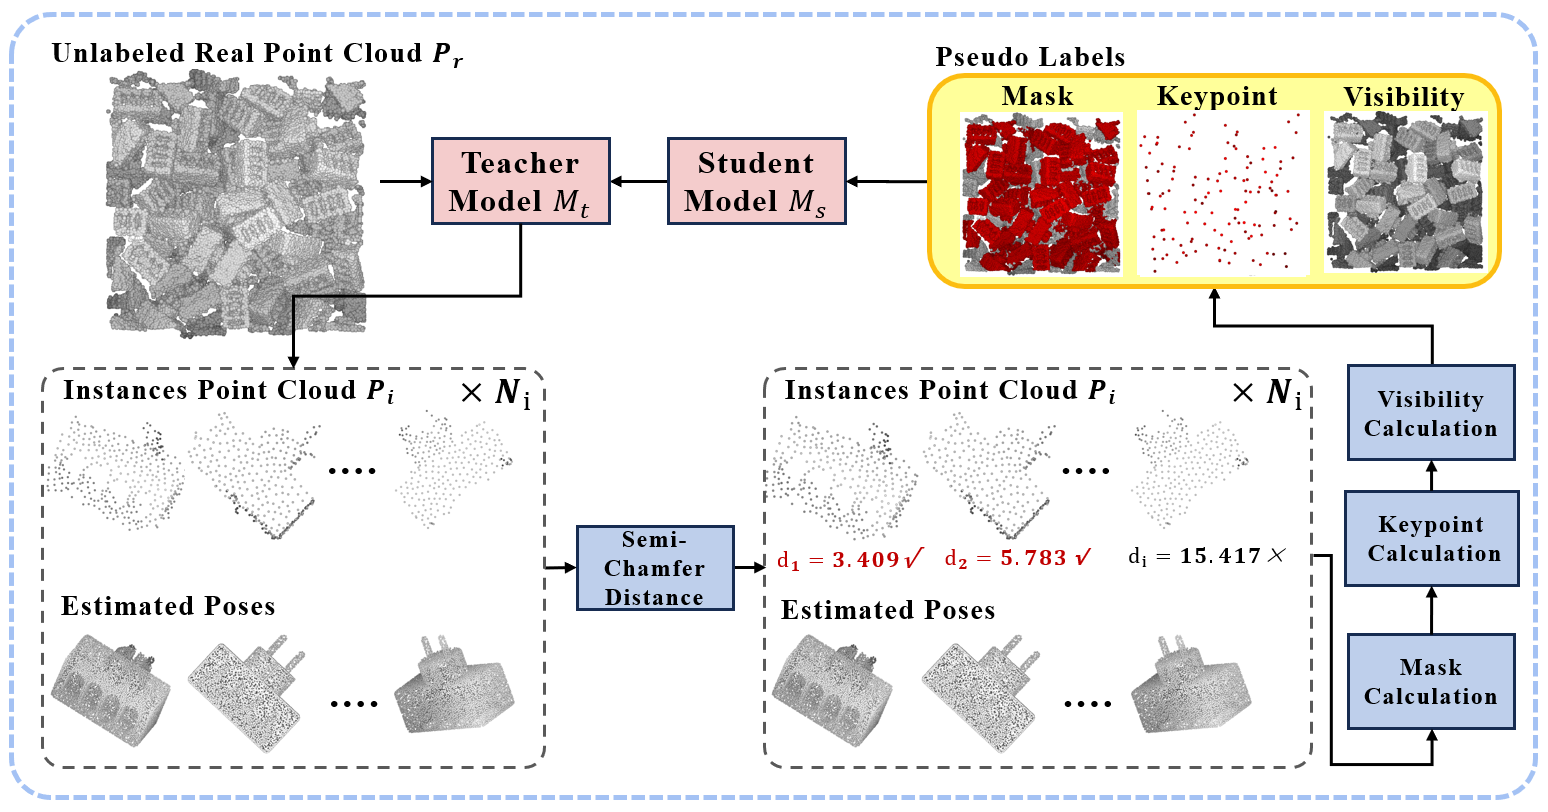 Unlabeled Real Point Cloud P_r
Teacher
Model M_t
Student
Model M_s
Pseudo Labels
Mask
Keypoint
Visibility
Instances Point Cloud P_i
× N_i
....
Estimated Poses
....
Semi-
Chamfer
Distance
Instances Point Cloud P_i
× N_i
....
d_1 = 3.409 √
d_2 = 5.783 √
d_i = 15.417 ×
Estimated Poses
....
Visibility
Calculation
Keypoint
Calculation
Mask
Calculation